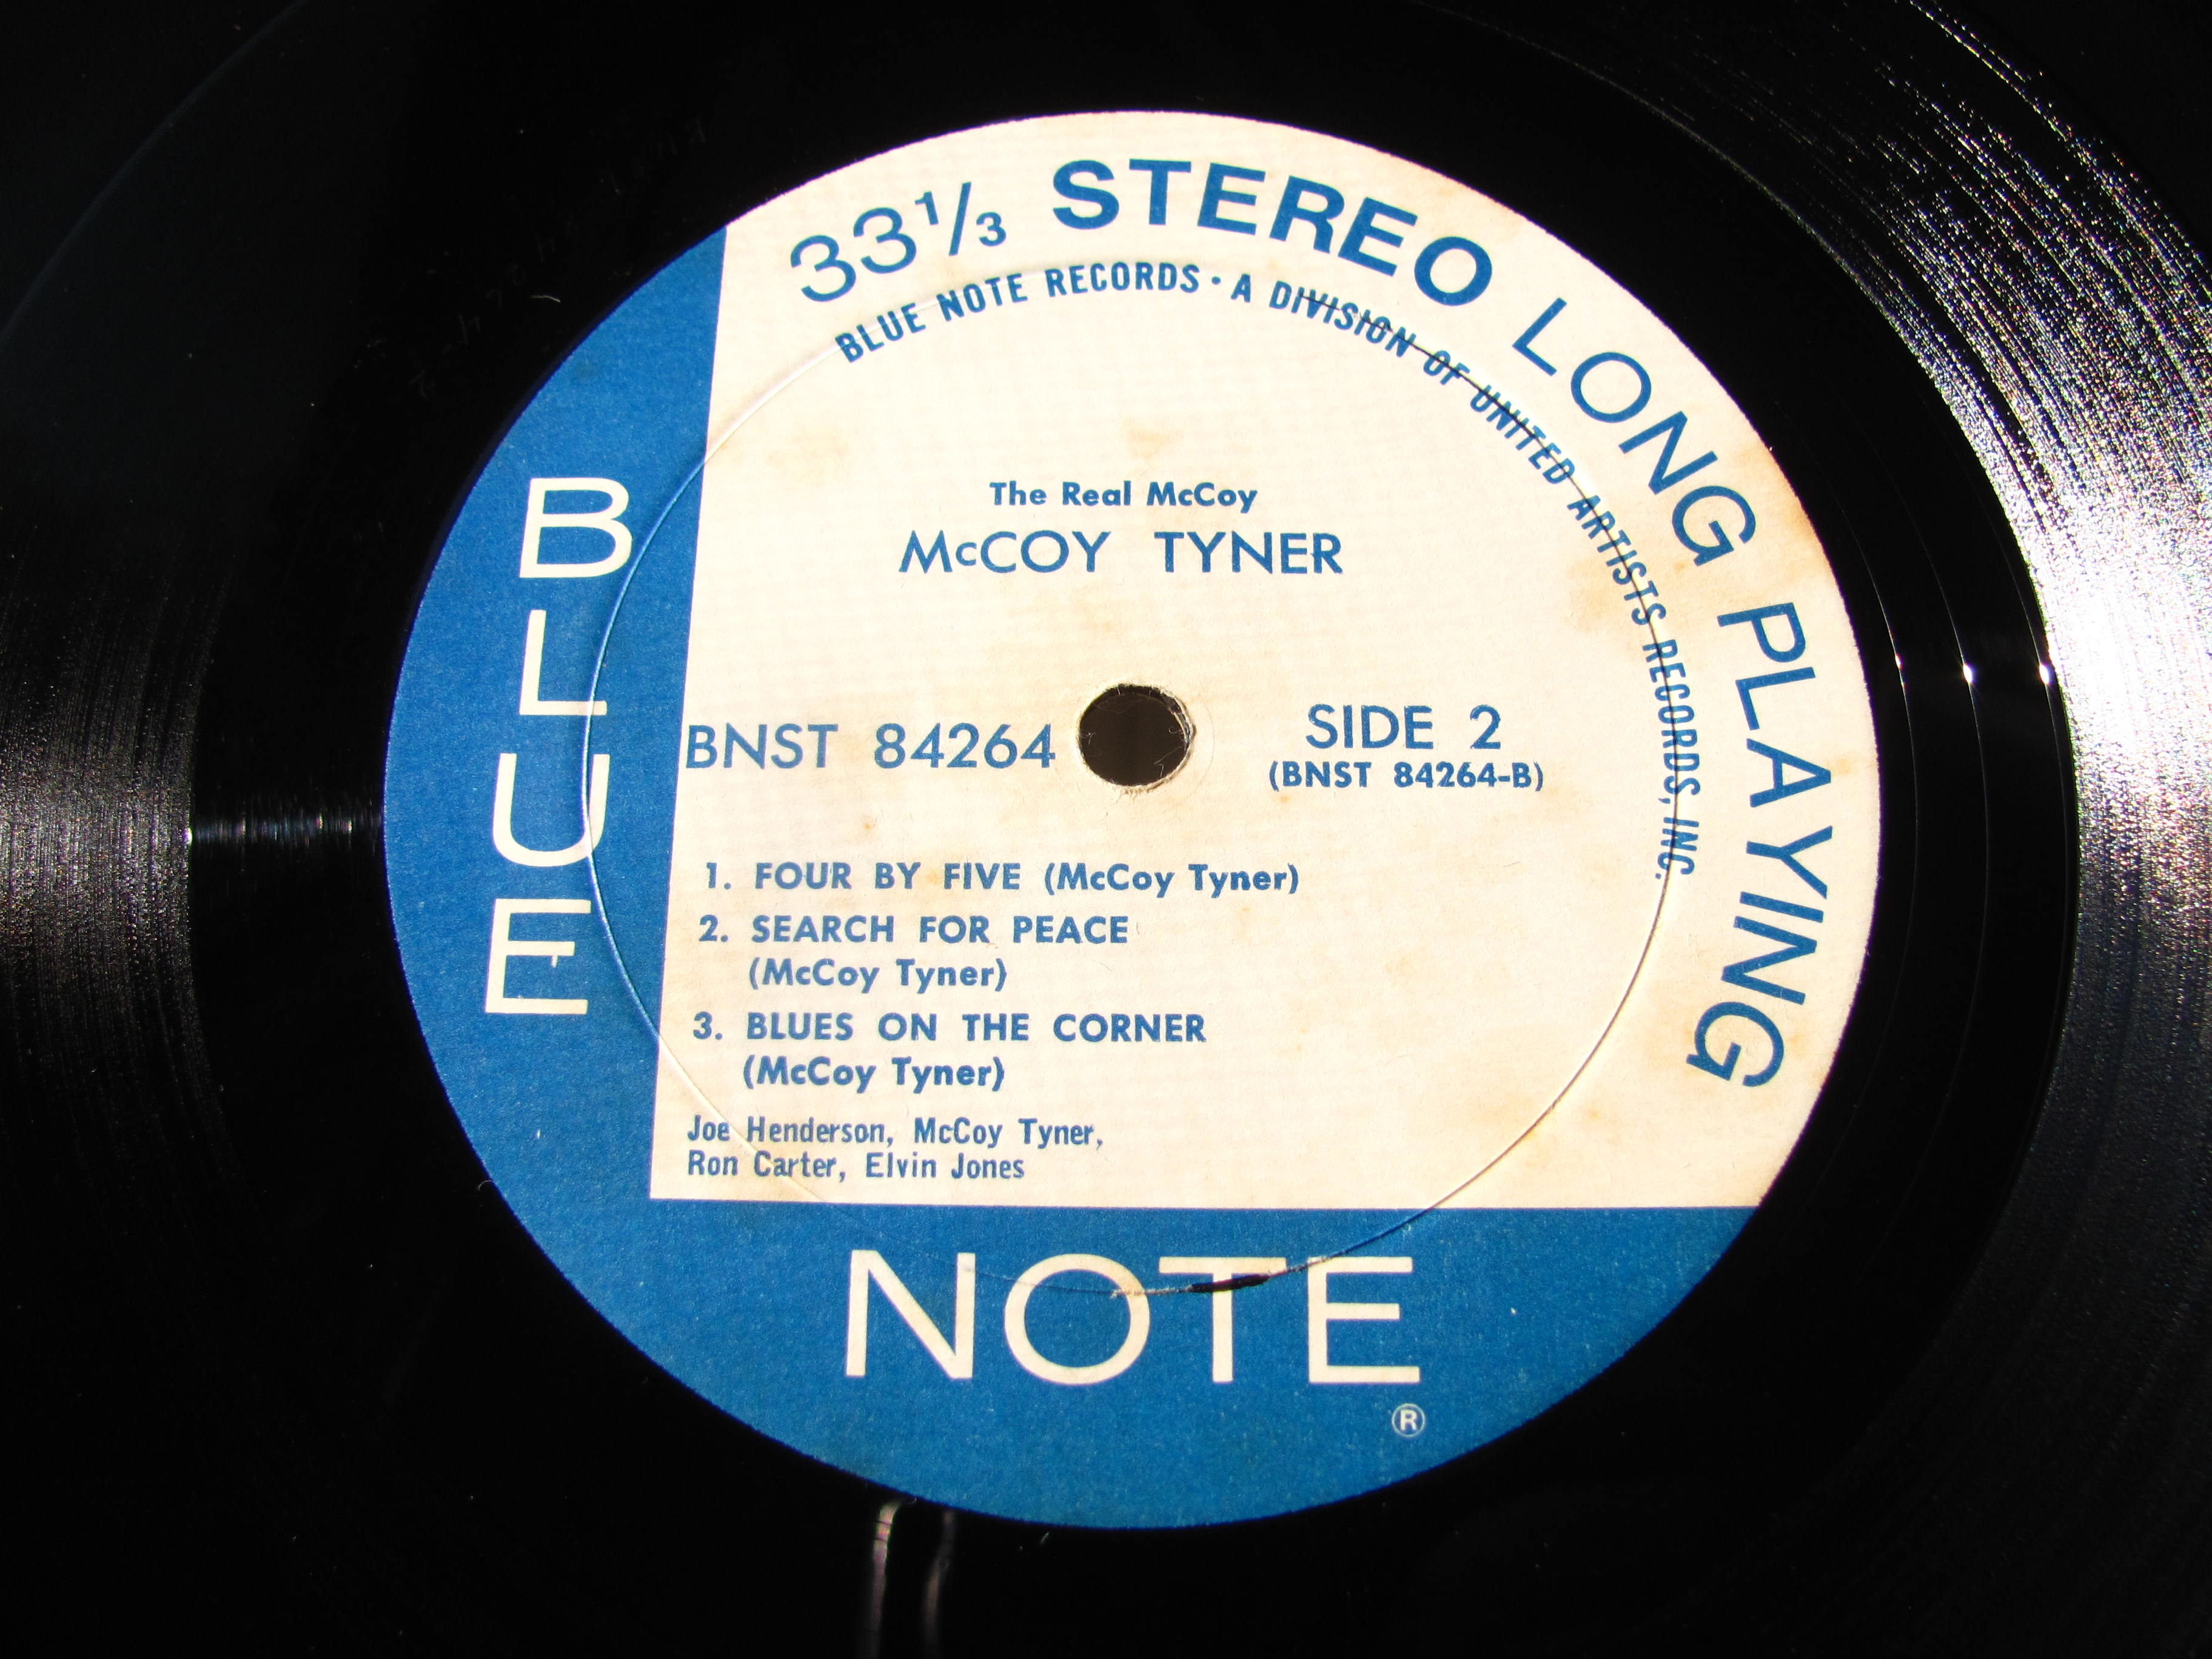 33⅓ STEREO LONG PLAYING
BLUE NOTE RECORDS · A DIVISION OF UNITED ARTISTS RECORDS, INC.
The Real McCoy
McCOY TYNER
BNST 84264
SIDE 2
(BNST 84264-B)
1. FOUR BY FIVE (McCoy Tyner)
2. SEARCH FOR PEACE
(McCoy Tyner)
3. BLUES ON THE CORNER
(McCoy Tyner)
Joe Henderson, McCoy Tyner,
Ron Carter, Elvin Jones
BLUE
NOTE
®